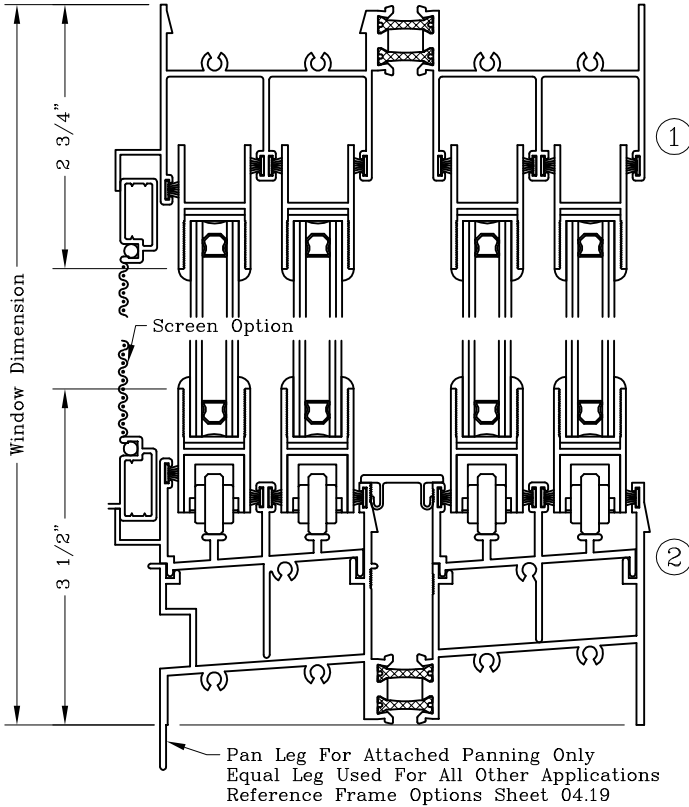 2 3/4"
1
Window Dimension
Screen Option
3 1/2"
2
Pan Leg For Attached Panning Only
Equal Leg Used For All Other Applications
Reference Frame Options Sheet 04.19